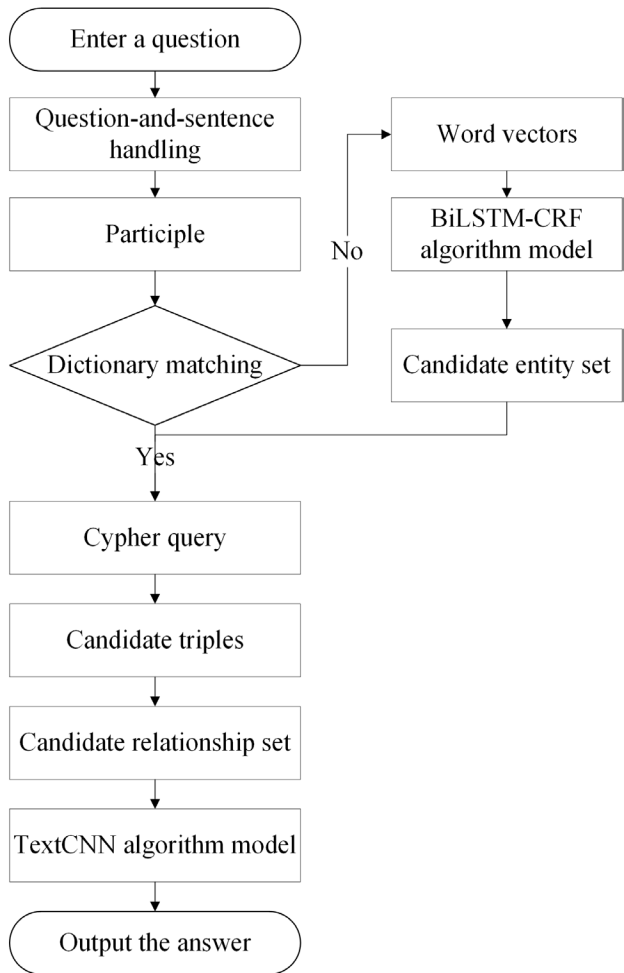 Enter a question
Question-and-sentence
handling
Participle
Dictionary matching
No
Word vectors
BiLSTM-CRF
algorithm model
Candidate entity set
Yes
Cypher query
Candidate triples
Candidate relationship set
TextCNN algorithm model
Output the answer